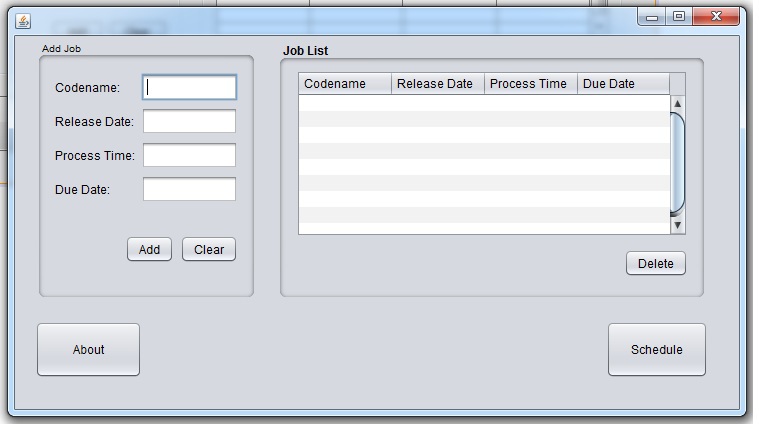 Add Job
Codename:
Release Date:
Process Time:
Due Date:
Add Clear
Job List
Codename Release Date Process Time Due Date
Delete
About
Schedule